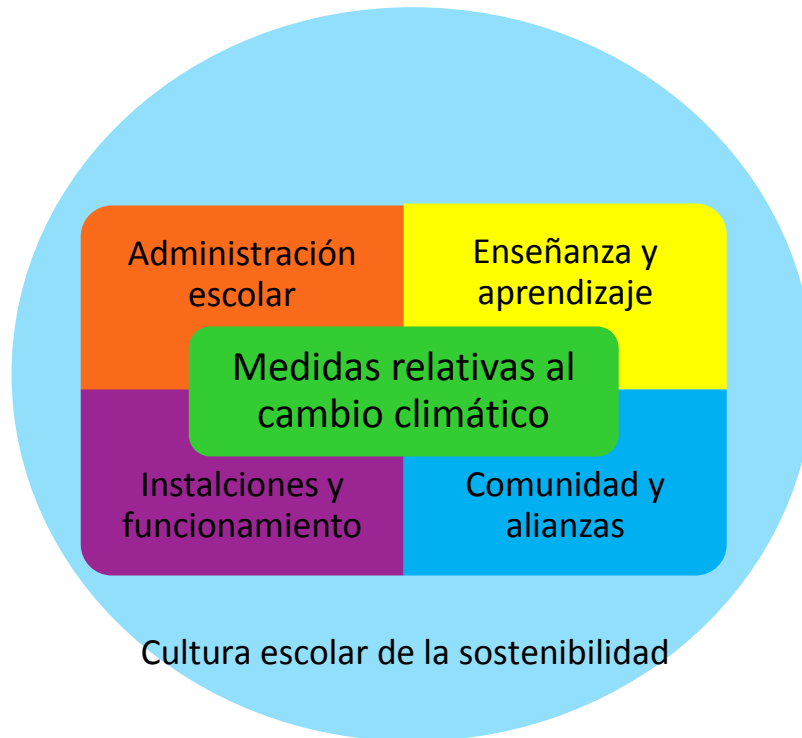 Administración
escolar
Enseñanza y
aprendizaje
Medidas relativas al
cambio climático
Instalciones y
funcionamiento
Comunidad y
alianzas
Cultura escolar de la sostenibilidad